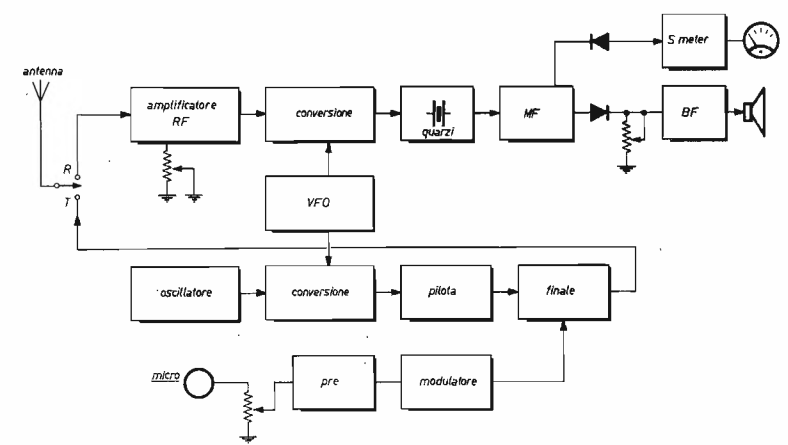 antenna
amplificatore
RF
conversione
quarzi
MF
S meter
BF
R
T
VFO
oscillatore
conversione
pilota
finale
micro
pre
modulatore